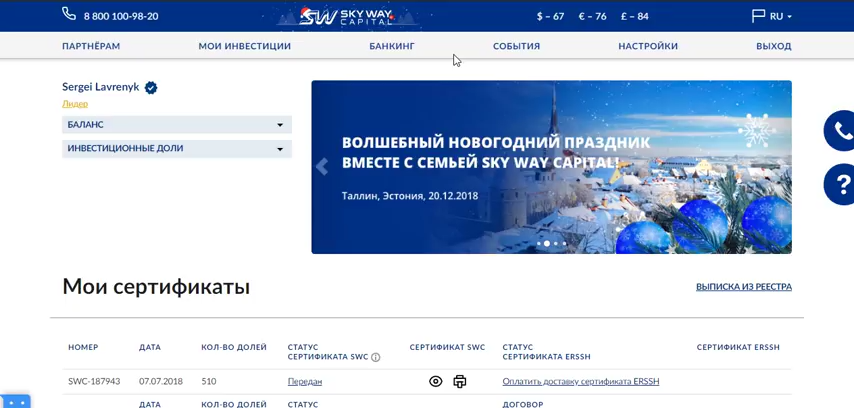 8 800 100-98-20
SW SKY WAY CAPITAL
$ – 67 € – 76 £ – 84
RU
ПАРТНЁРАМ МОИ ИНВЕСТИЦИИ БАНКИНГ СОБЫТИЯ НАСТРОЙКИ ВЫХОД
Sergei Lavrenyk
Лидер
БАЛАНС
ИНВЕСТИЦИОННЫЕ ДОЛИ
ВОЛШЕБНЫЙ НОВОГОДНИЙ ПРАЗДНИК
ВМЕСТЕ С СЕМЬЕЙ SKY WAY CAPITAL!
Таллин, Эстония, 20.12.2018
?
Мои сертификаты
ВЫПИСКА ИЗ РЕЕСТРА
НОМЕР ДАТА КОЛ-ВО ДОЛЕЙ СТАТУС СЕРТИФИКАТА SWC СЕРТИФИКАТ SWC СТАТУС СЕРТИФИКАТА ERSSH СЕРТИФИКАТ ERSSH
SWC-187943 07.07.2018 510 Передан Оплатить доставку сертификата ERSSH
ДАТА КОЛ-ВО ДОЛЕЙ СТАТУС ДОГОВОР